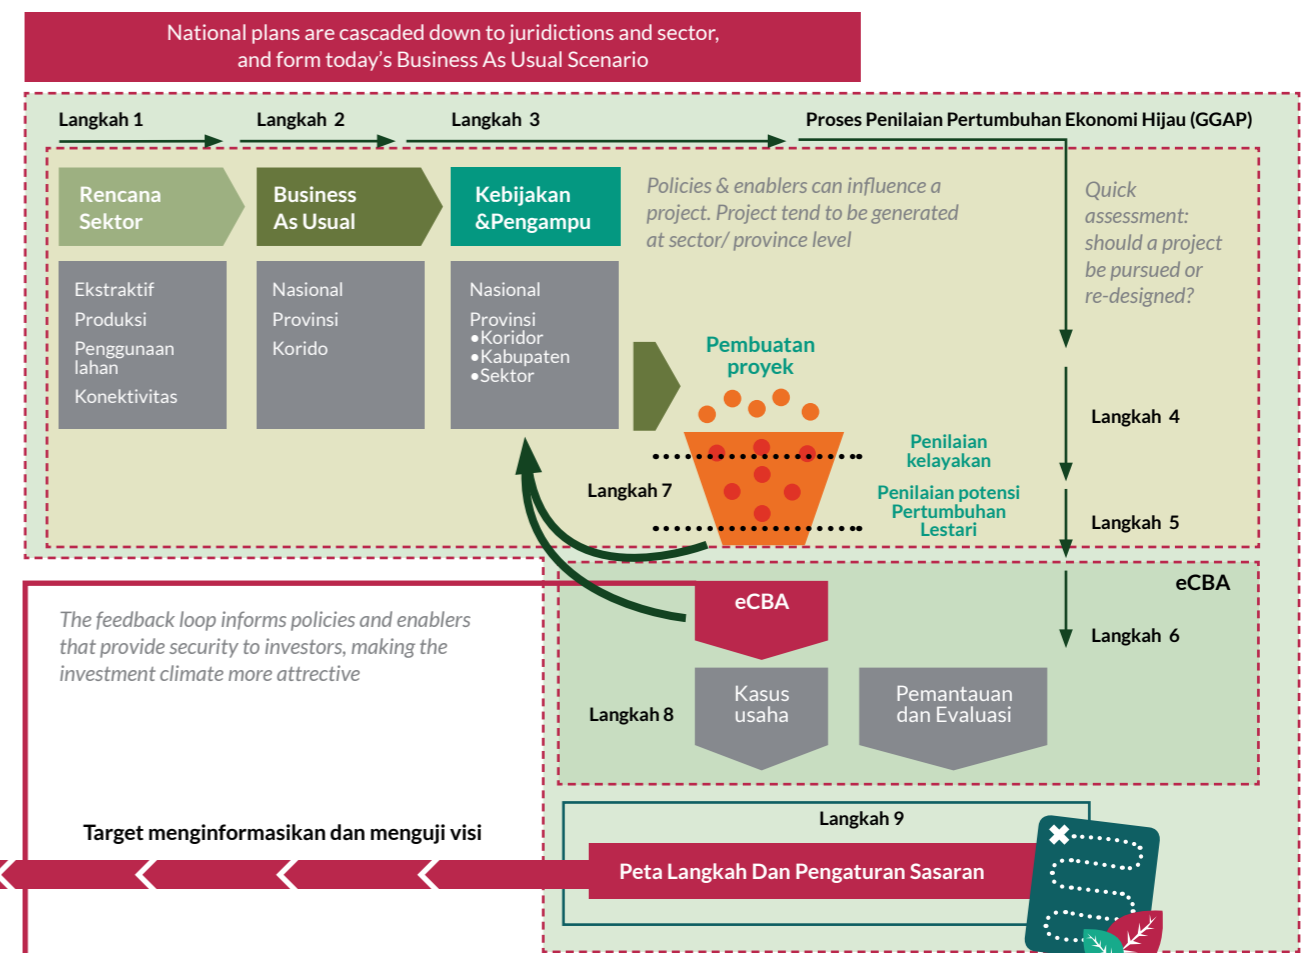 National plans are cascaded down to juridictions and sector,
and form today's Business As Usual Scenario
Langkah 1
Langkah 2
Langkah 3
Proses Penilaian Pertumbuhan Ekonomi Hijau (GGAP)
Rencana
Sektor
Business
As Usual
Kebijakan
&Pengampu
Policies & enablers can influence a
project. Project tend to be generated
at sector/ province level
Quick
assessment:
should a project
be pursued or
re-designed?
Ekstraktif
Produksi
Penggunaan
lahan
Konektivitas
Nasional
Provinsi
Korido
Nasional
Provinsi
•Koridor
•Kabupaten
•Sektor
Pembuatan
proyek
Langkah 4
Penilaian
kelayakan
Langkah 7
Penilaian potensi
Pertumbuhan
Lestari
Langkah 5
eCBA
eCBA
Langkah 6
The feedback loop informs policies and enablers
that provide security to investors, making the
investment climate more attrective
Langkah 8
Kasus
usaha
Pemantauan
dan Evaluasi
Langkah 9
Target menginformasikan dan menguji visi
Peta Langkah Dan Pengaturan Sasaran